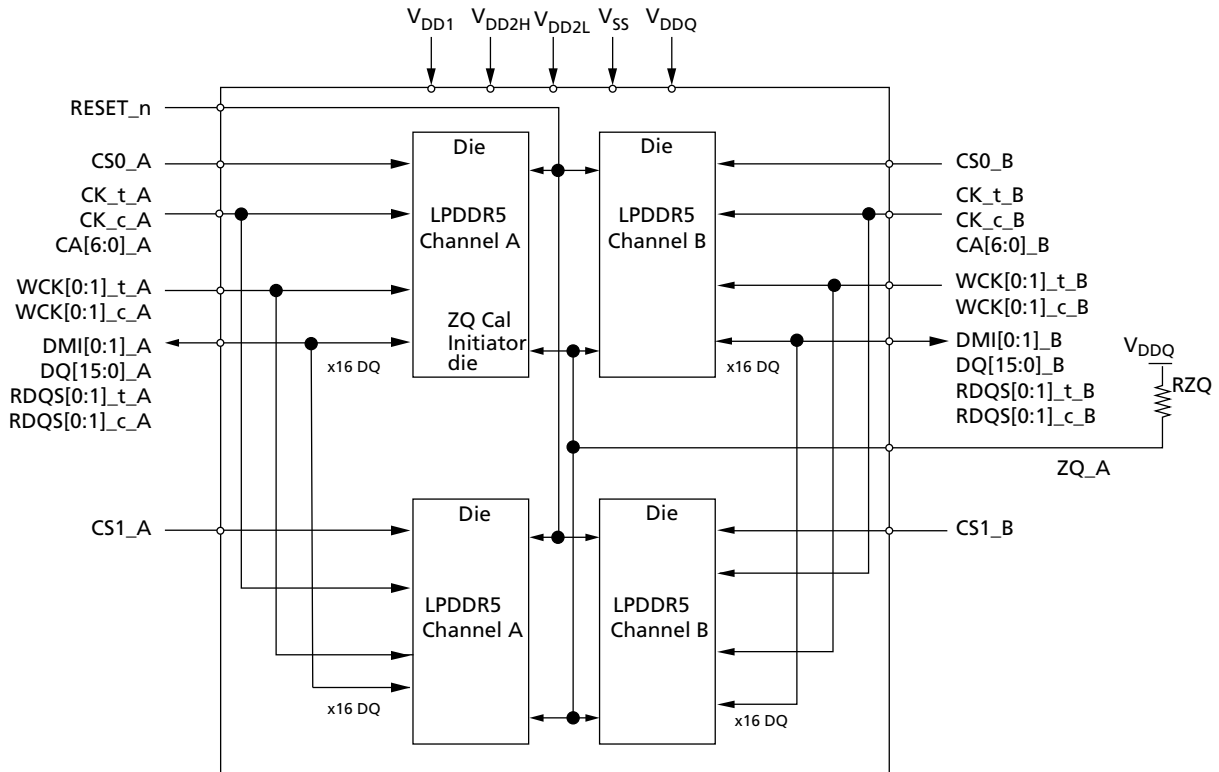 VDD1 VDD2H VDD2L VSS VDDQ
RESET_n
CS0_A
CK_t_A
CK_c_A
CA[6:0]_A
WCK[0:1]_t_A
WCK[0:1]_c_A
DMI[0:1]_A
DQ[15:0]_A
RDQS[0:1]_t_A
RDQS[0:1]_c_A
CS1_A
Die
LPDDR5
Channel A
ZQ Cal
Initiator
die
x16 DQ
Die
LPDDR5
Channel B
x16 DQ
CS0_B
CK_t_B
CK_c_B
CA[6:0]_B
WCK[0:1]_t_B
WCK[0:1]_c_B
DMI[0:1]_B
DQ[15:0]_B
RDQS[0:1]_t_B
RDQS[0:1]_c_B
VDDQ
RZQ
ZQ_A
Die
LPDDR5
Channel A
x16 DQ
Die
LPDDR5
Channel B
x16 DQ
CS1_B